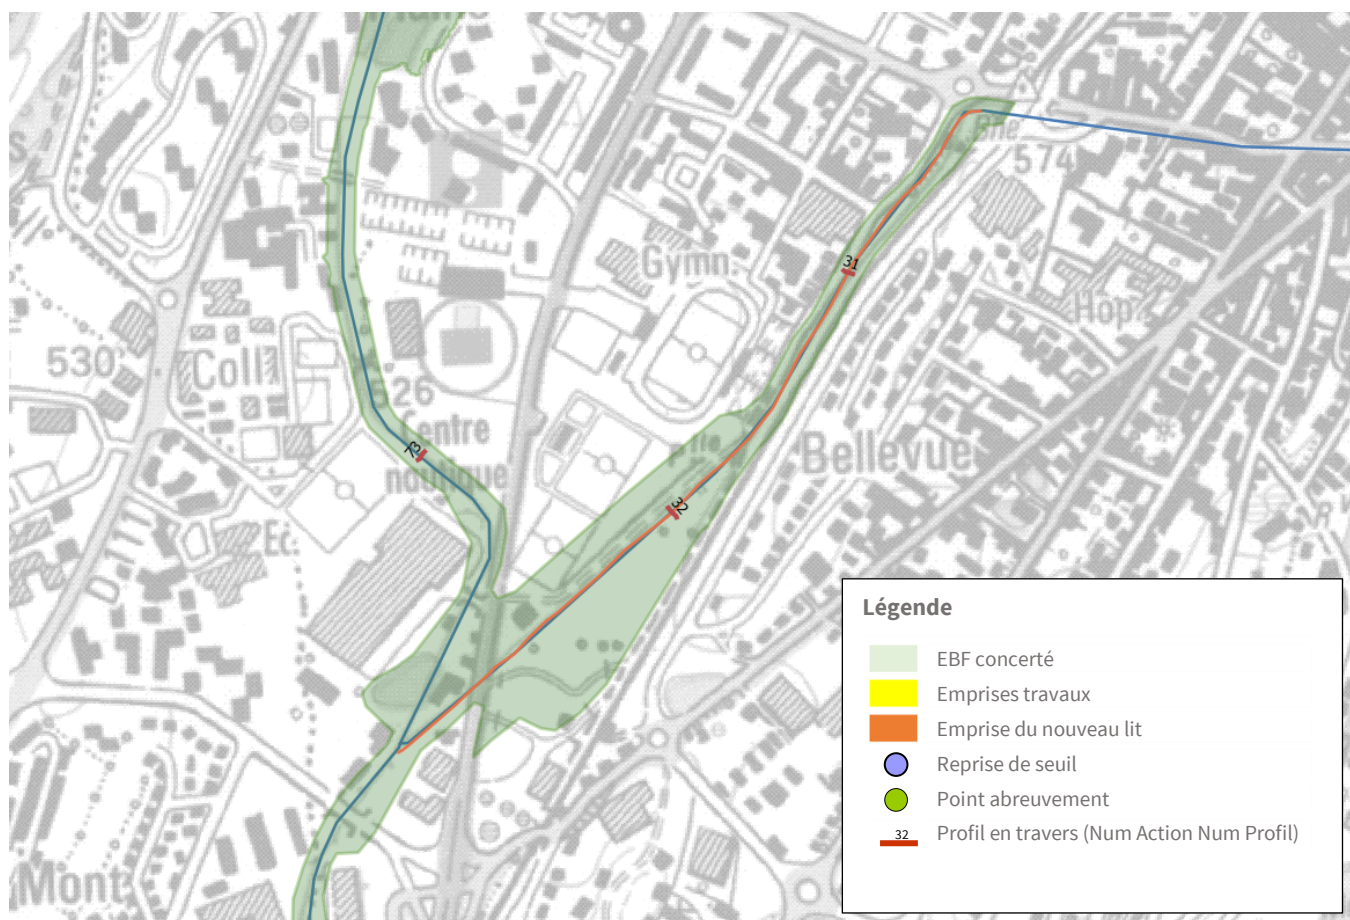 574
31
Gymn.
Hop.
530
Coll
526
Centre
nautique
73
Bellevue
32
Ec.
Mont
Légende
EBF concerté
Emprises travaux
Emprise du nouveau lit
Reprise de seuil
Point abreuvement
32
Profil en travers (Num Action Num Profil)